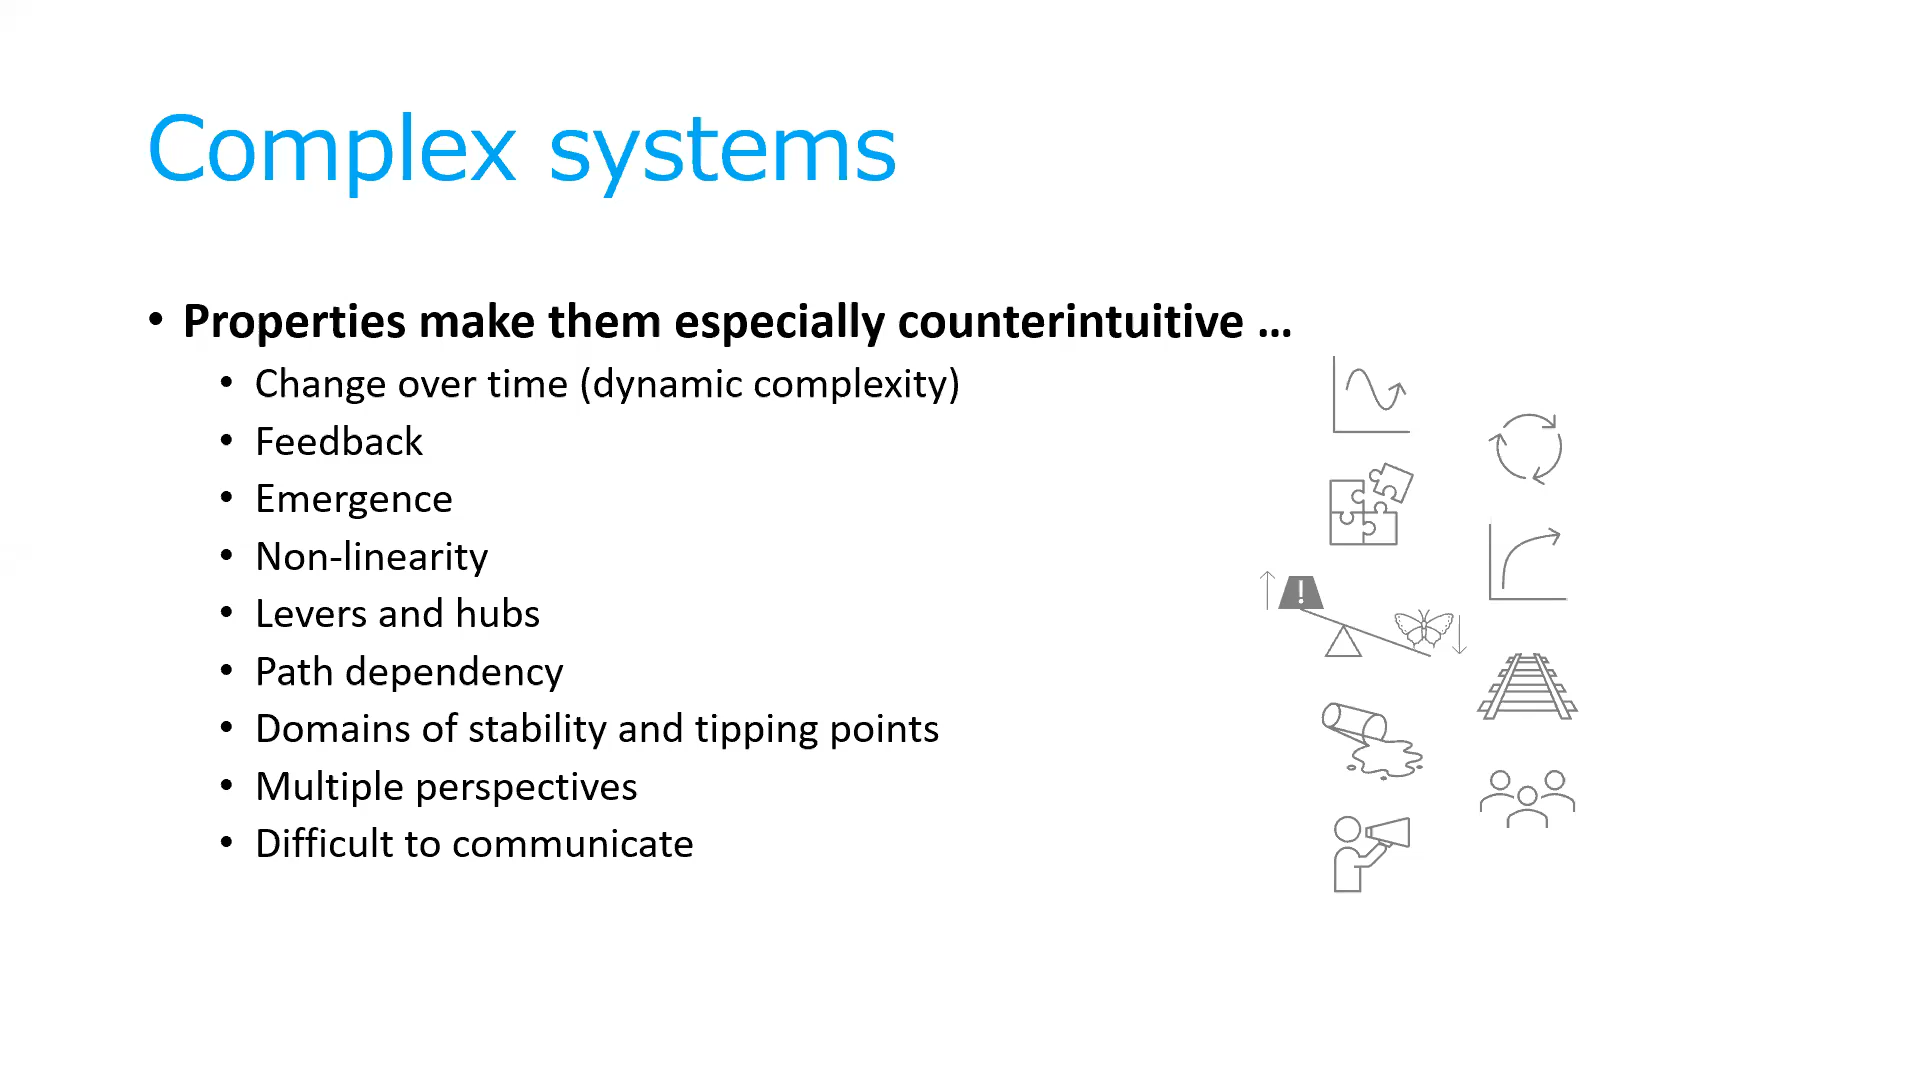 Complex systems
• Properties make them especially counterintuitive …
• Change over time (dynamic complexity)
• Feedback
• Emergence
• Non-linearity
• Levers and hubs
• Path dependency
• Domains of stability and tipping points
• Multiple perspectives
• Difficult to communicate
!